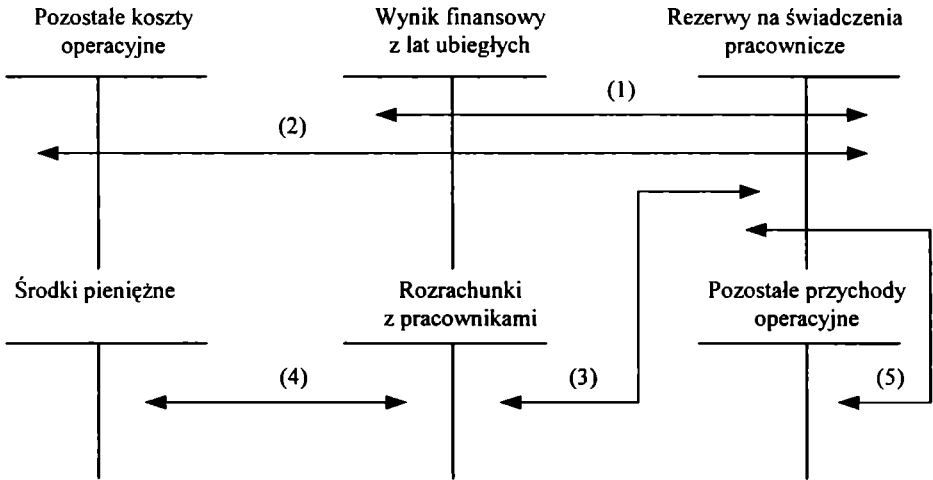 Pozostałe koszty
operacyjne
Wynik finansowy
z lat ubiegłych
Rezerwy na świadczenia
pracownicze
(1)
(2)
Środki pieniężne
Rozrachunki
z pracownikami
Pozostałe przychody
operacyjne
(4)
(3)
(5)